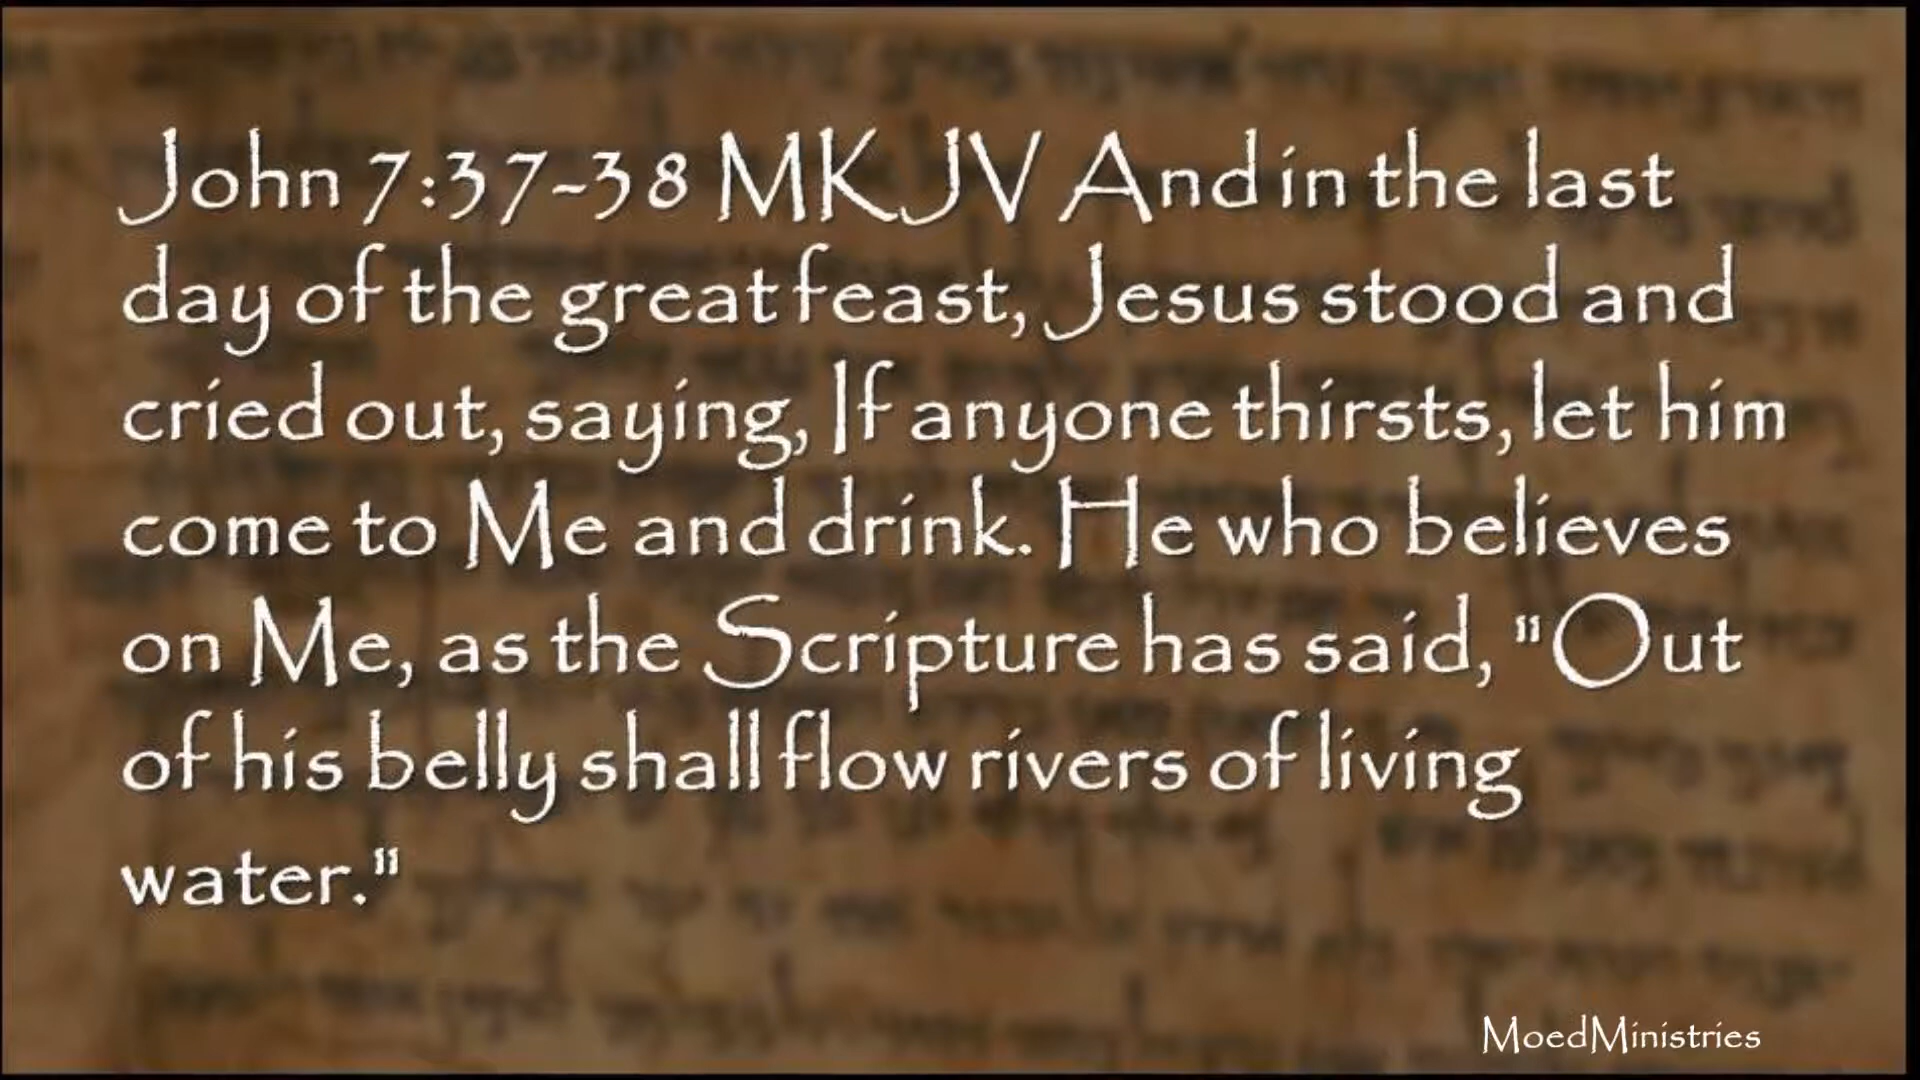 John 7:37-38 MKJV And in the last
day of the great feast, Jesus stood and
cried out, saying, If anyone thirsts, let him
come to Me and drink. He who believes
on Me, as the Scripture has said, "Out
of his belly shall flow rivers of living
water."
MoedMinistries